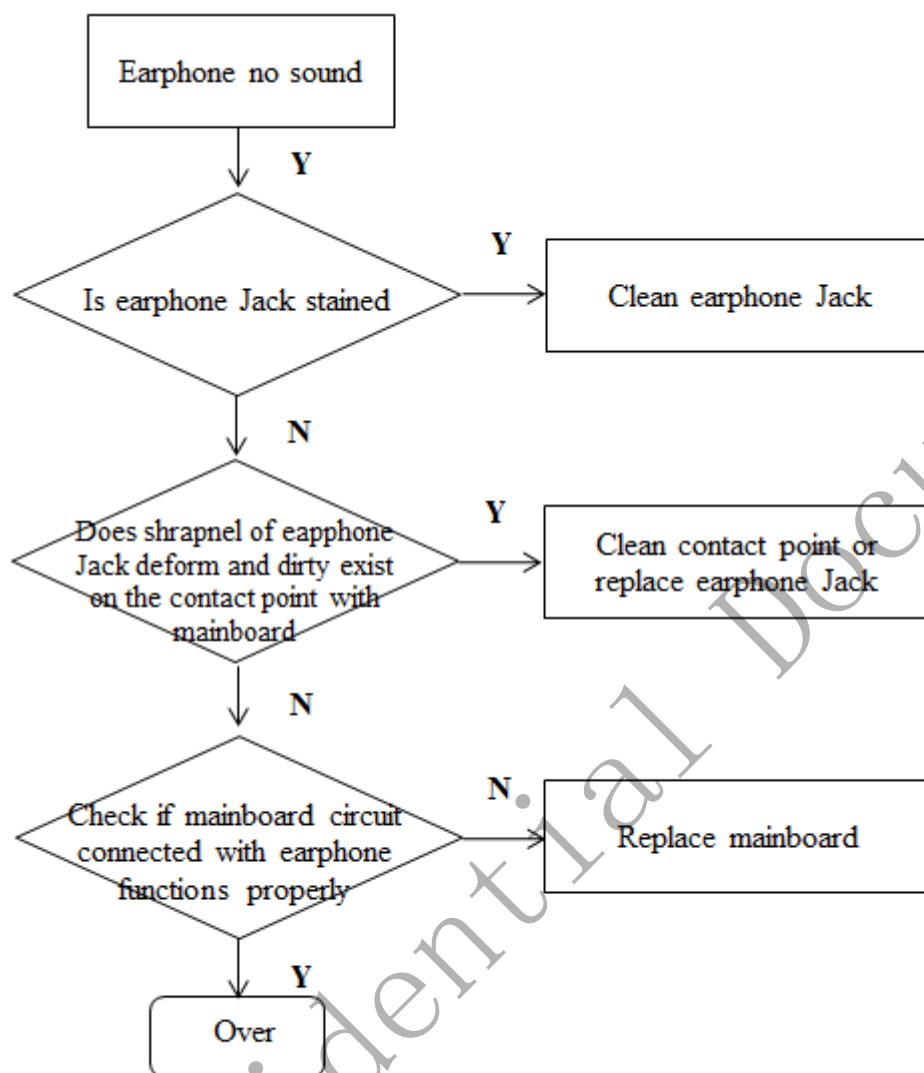 Earphone no sound
Y
Is earphone Jack stained
Y
Clean earphone Jack
N
Does shrapnel of eapphone
Jack deform and dirty exist
on the contact point with
mainboard
Y
Clean contact point or
replace earphone Jack
N
Check if mainboard circuit
connected with earphone
functions properly
N
Replace mainboard
Y
Over